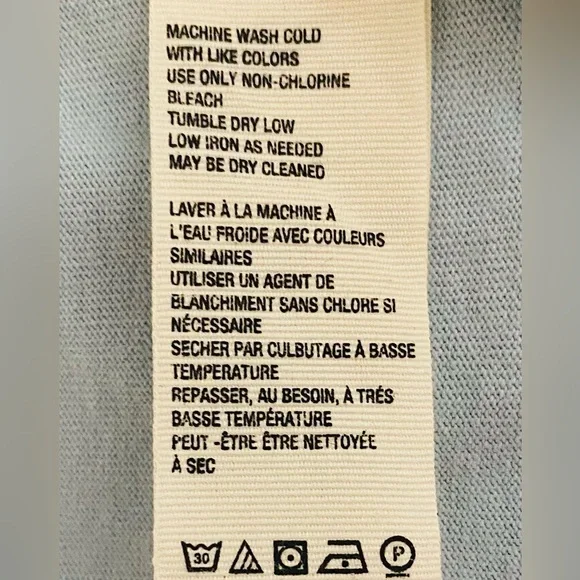 MACHINE WASH COLD
WITH LIKE COLORS
USE ONLY NON-CHLORINE
BLEACH
TUMBLE DRY LOW
LOW IRON AS NEEDED
MAY BE DRY CLEANED
LAVER À LA MACHINE À
L'EAU FROIDE AVEC COULEURS
SIMILAIRES
UTILISER UN AGENT DE
BLANCHIMENT SANS CHLORE SI
NÉCESSAIRE
SECHER PAR CULBUTAGE À BASSE
TEMPERATURE
REPASSER, AU BESOIN, À TRÉS
BASSE TEMPÉRATURE
PEUT -ÊTRE ÊTRE NETTOYÉE
À SEC
30 P